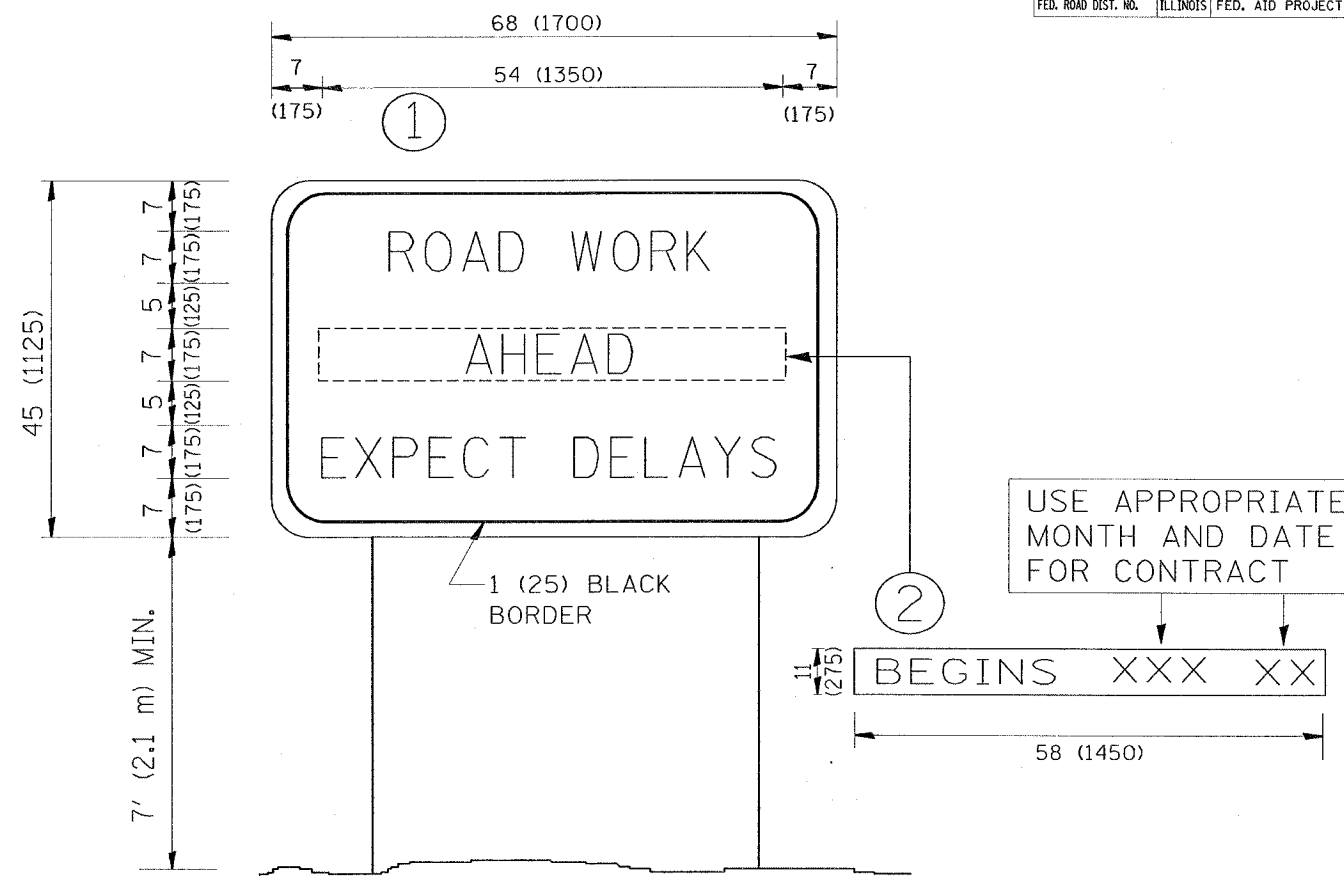 FED. ROAD DIST. NO. ILLINOIS FED. AID PROJECT
68 (1700)
7 54 (1350) 7
(175) (175)
1
45 (1125)
7 (175)
7 (175)
5 (125)
7 (175)
5 (125)
7 (175)
7 (175)
ROAD WORK
AHEAD
EXPECT DELAYS
1 (25) BLACK
BORDER
7' (2.1 m) MIN.
USE APPROPRIATE
MONTH AND DATE
FOR CONTRACT
2
11 (275)
BEGINS XXX XX
58 (1450)